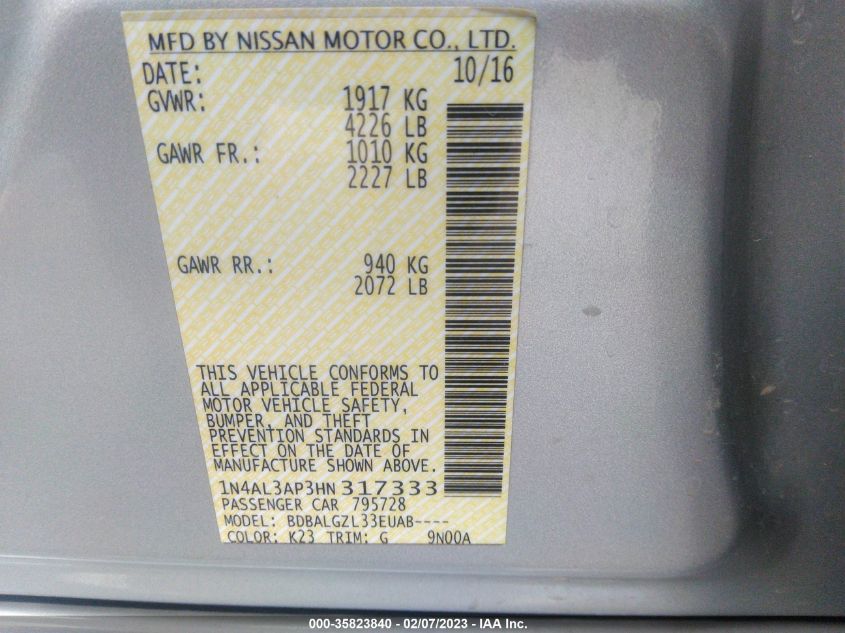 MFD BY NISSAN MOTOR CO., LTD.
DATE: 10/16
GVWR: 1917 KG
4226 LB
GAWR FR.: 1010 KG
2227 LB
GAWR RR.: 940 KG
2072 LB
THIS VEHICLE CONFORMS TO
ALL APPLICABLE FEDERAL
MOTOR VEHICLE SAFETY,
BUMPER, AND THEFT
PREVENTION STANDARDS IN
EFFECT ON THE DATE OF
MANUFACTURE SHOWN ABOVE.
1N4AL3AP3HN317333
PASSENGER CAR 795728
MODEL: BDBALGZL33EUAB----
COLOR: K23 TRIM: G 9N00A
000-35823840 - 02/07/2023 - IAA Inc.